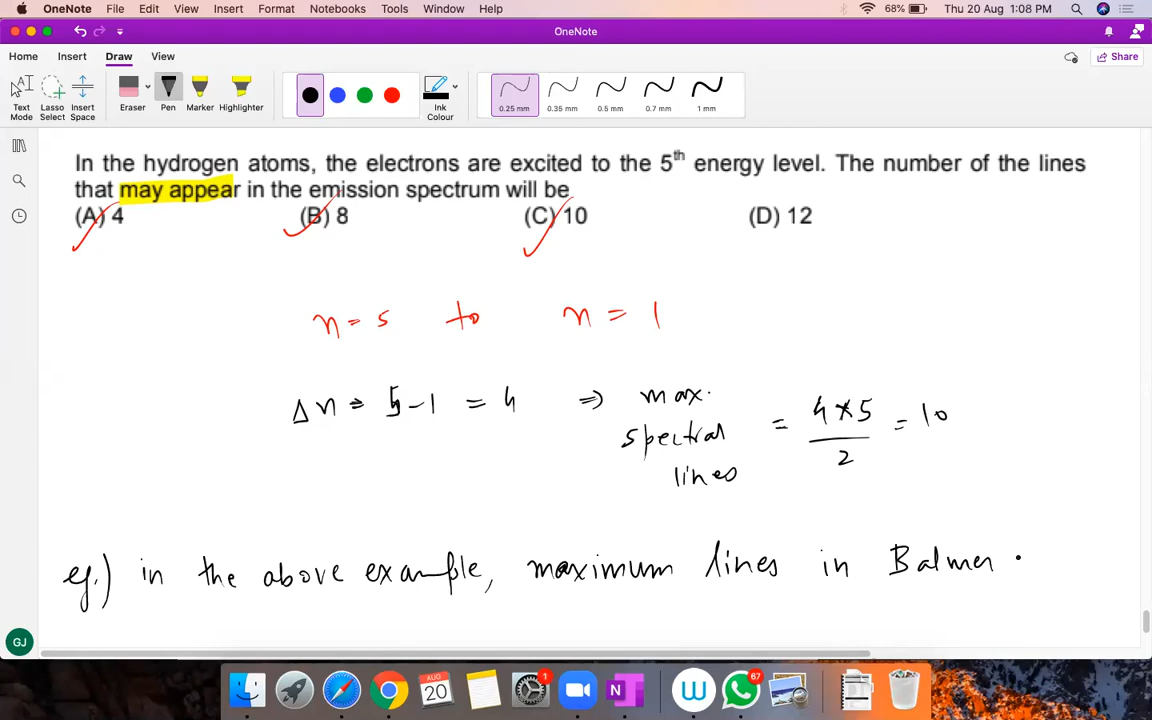 OneNote File Edit View Insert Format Notebooks Tools Window Help 68% Thu 20 Aug 1:08 PM
OneNote
Home Insert Draw View Share
Text Mode Lasso Select Insert Space Eraser Pen Marker Highlighter Ink Colour 0.25 mm 0.35 mm 0.5 mm 0.7 mm 1 mm
In the hydrogen atoms, the electrons are excited to the 5th energy level. The number of the lines
that may appear in the emission spectrum will be
(A) 4 (B) 8 (C) 10 (D) 12
n = 5 to n = 1
Δn = 5-1 = 4 ⇒ max. spectral lines = 4*5/2 = 10
eg.) in the above example, maximum lines in Balmer
GJ
AUG 20 1 N W 67